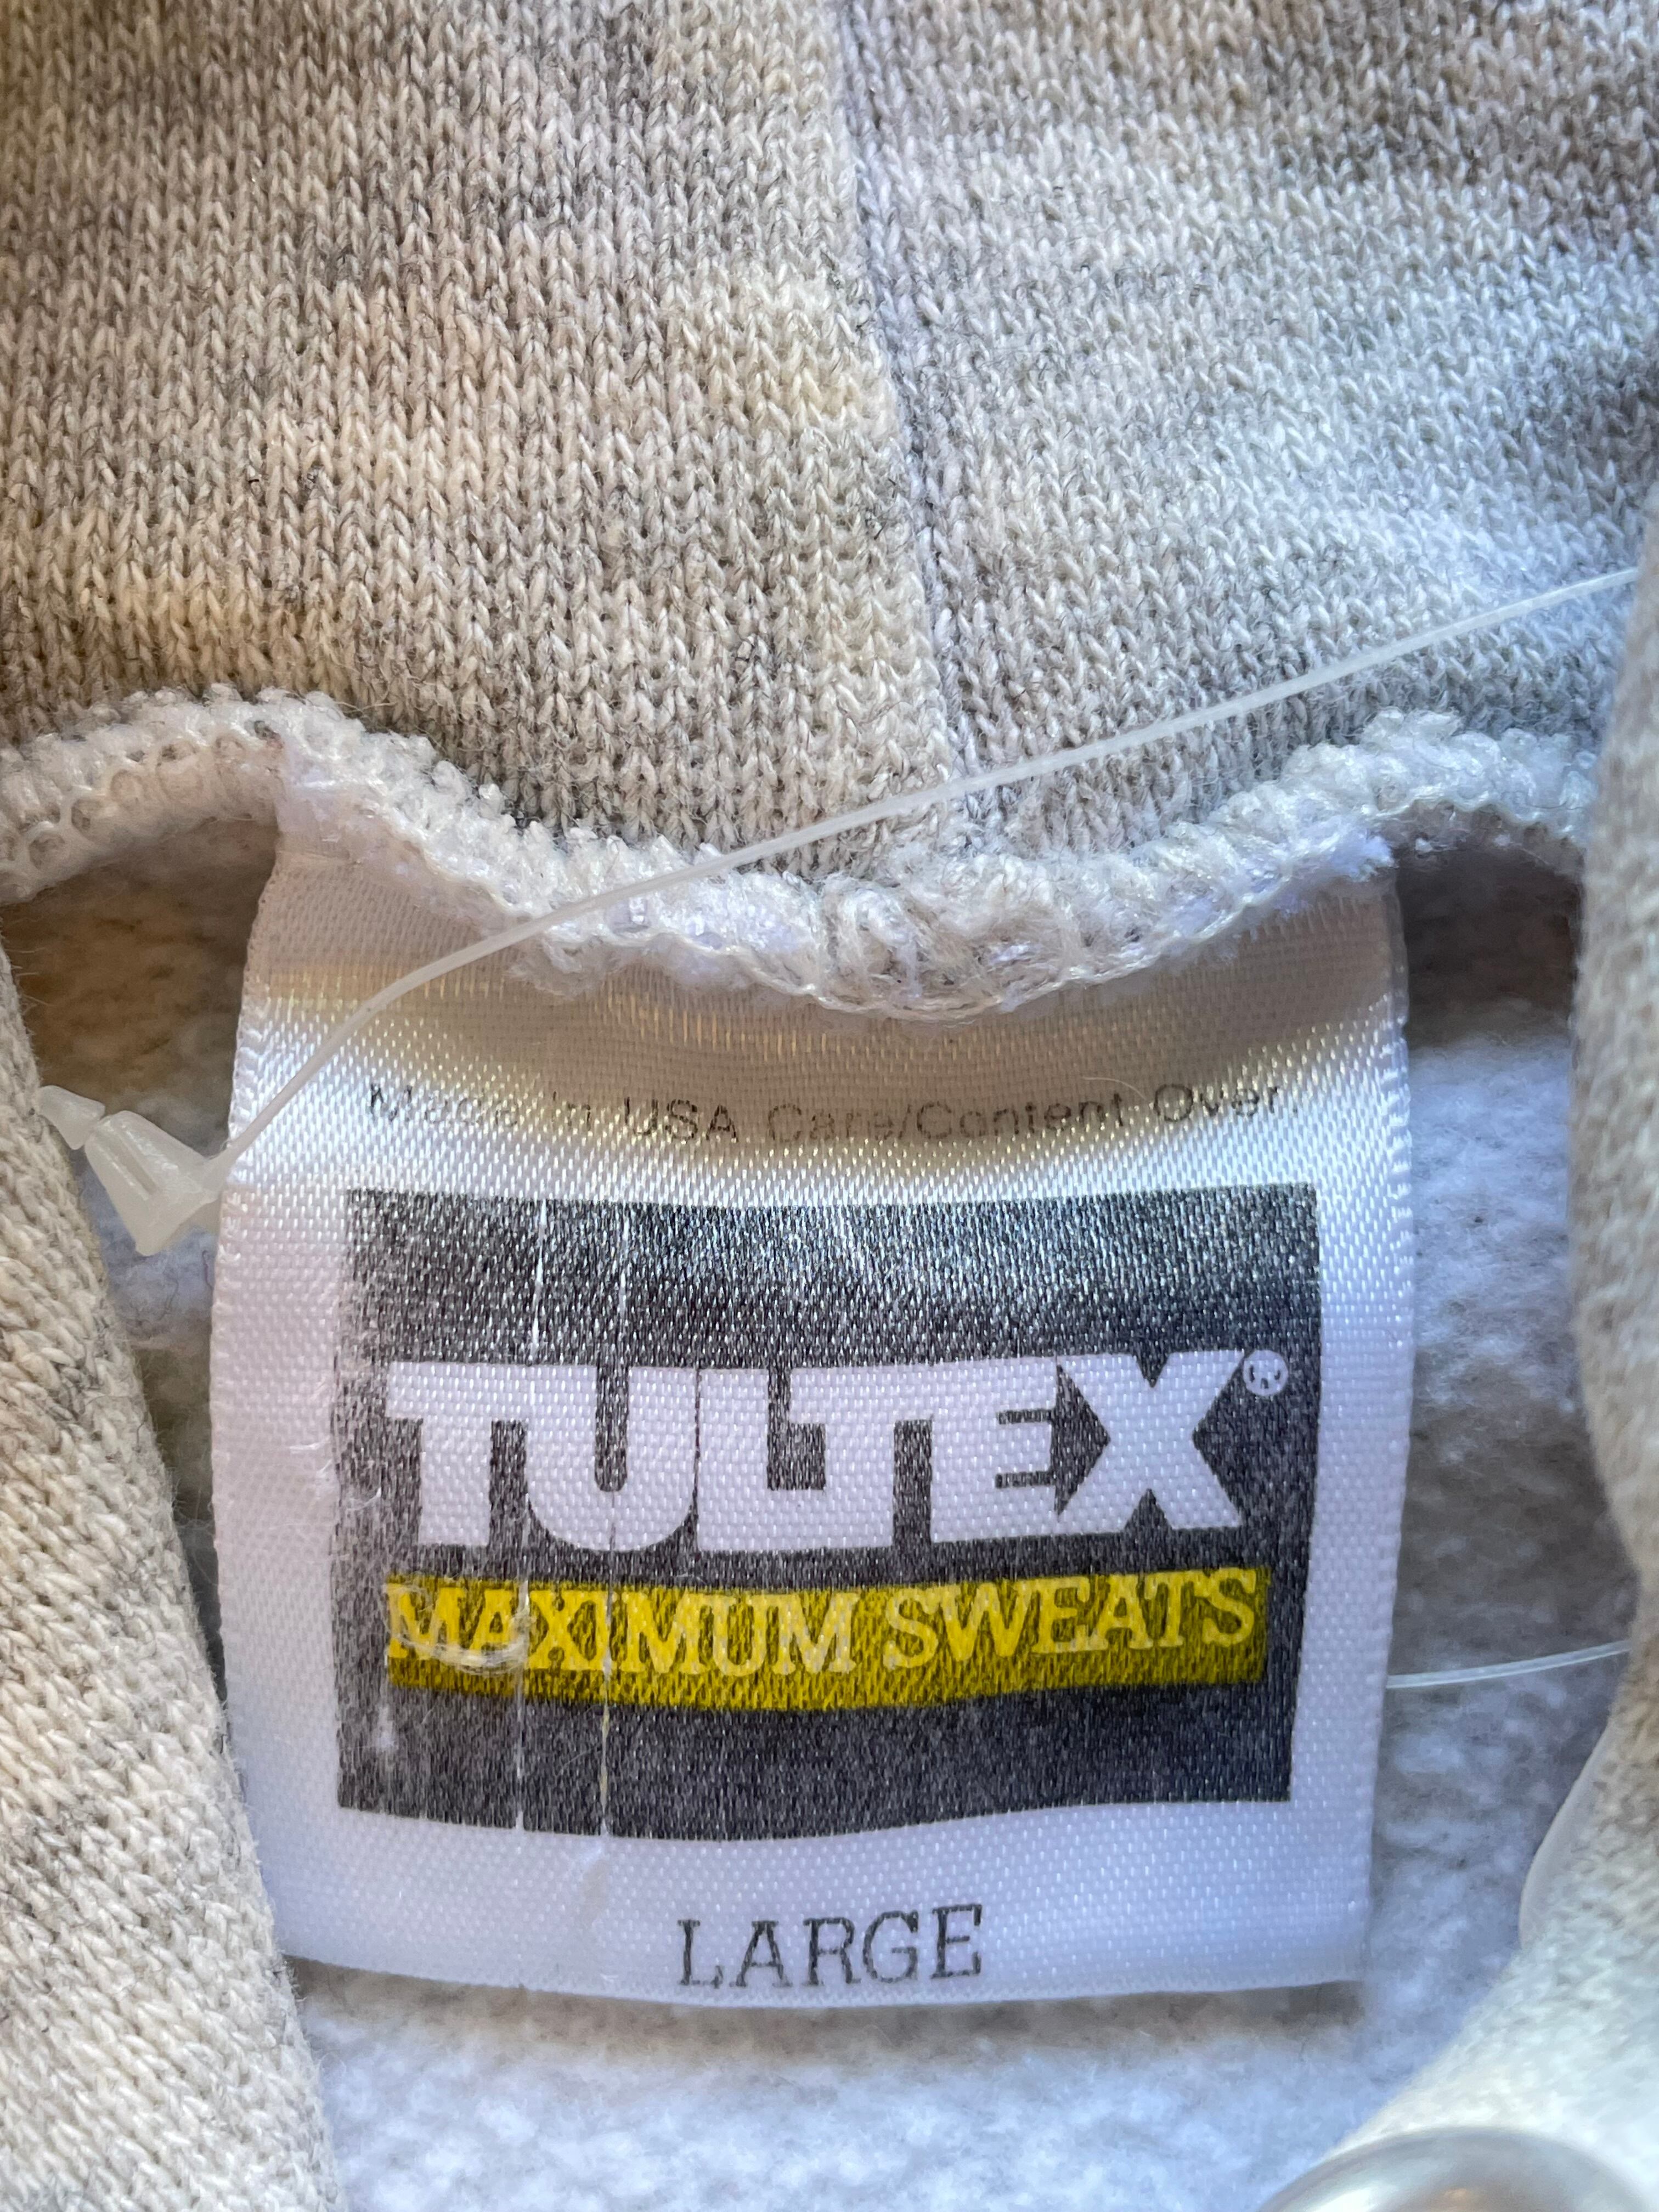 Made in USA Care/Content Over.
TULTEX®
MAXIMUM SWEATS
LARGE